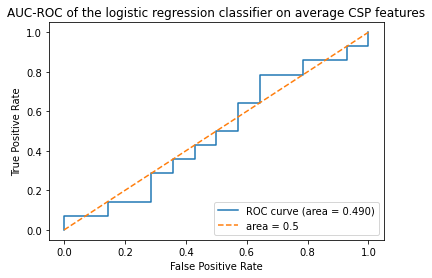 AUC-ROC of the logistic regression classifier on average CSP features
1.0
0.8
0.6
0.4
0.2
0.0
True Positive Rate
ROC curve (area = 0.490)
area = 0.5
0.0 0.2 0.4 0.6 0.8 1.0
False Positive Rate